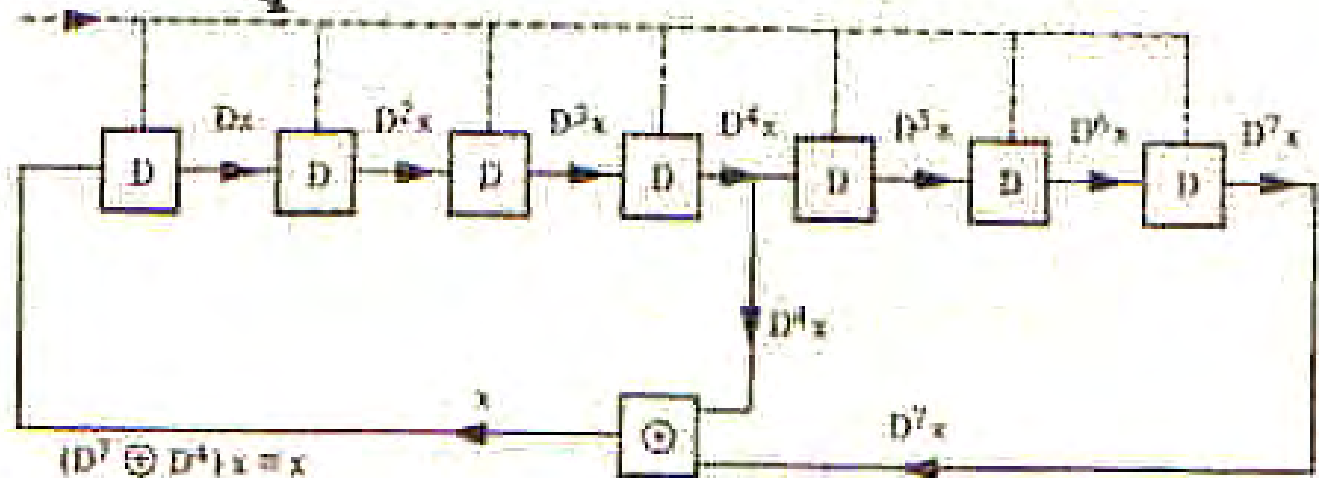 Dx D²x D³x D⁴x D⁵x D⁶x D⁷x
D D D D D D D
D⁴x
x
D⁷x
⊕
(D⁷ ⊕ D⁴) x = x